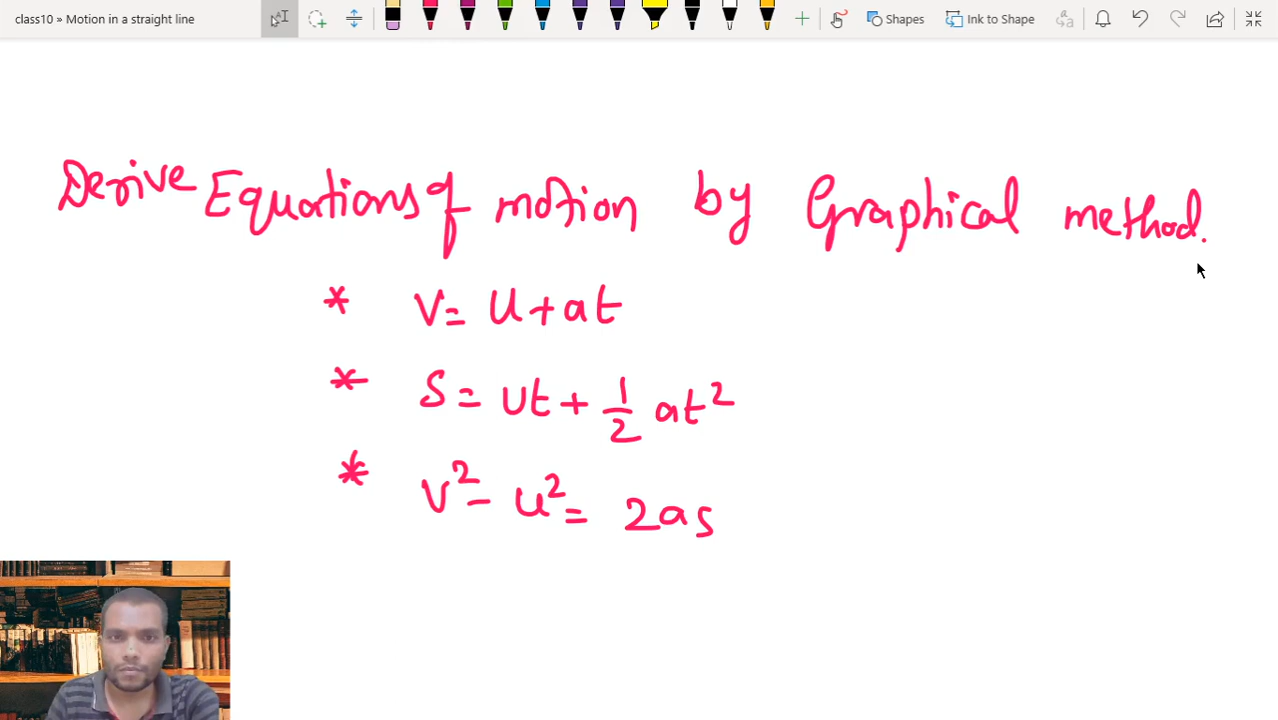 class10 » Motion in a straight line
Shapes
Ink to Shape
Derive Equations of motion by Graphical method.
* V = U + at
* S = Ut + 1/2 at²
* V² - u² = 2as